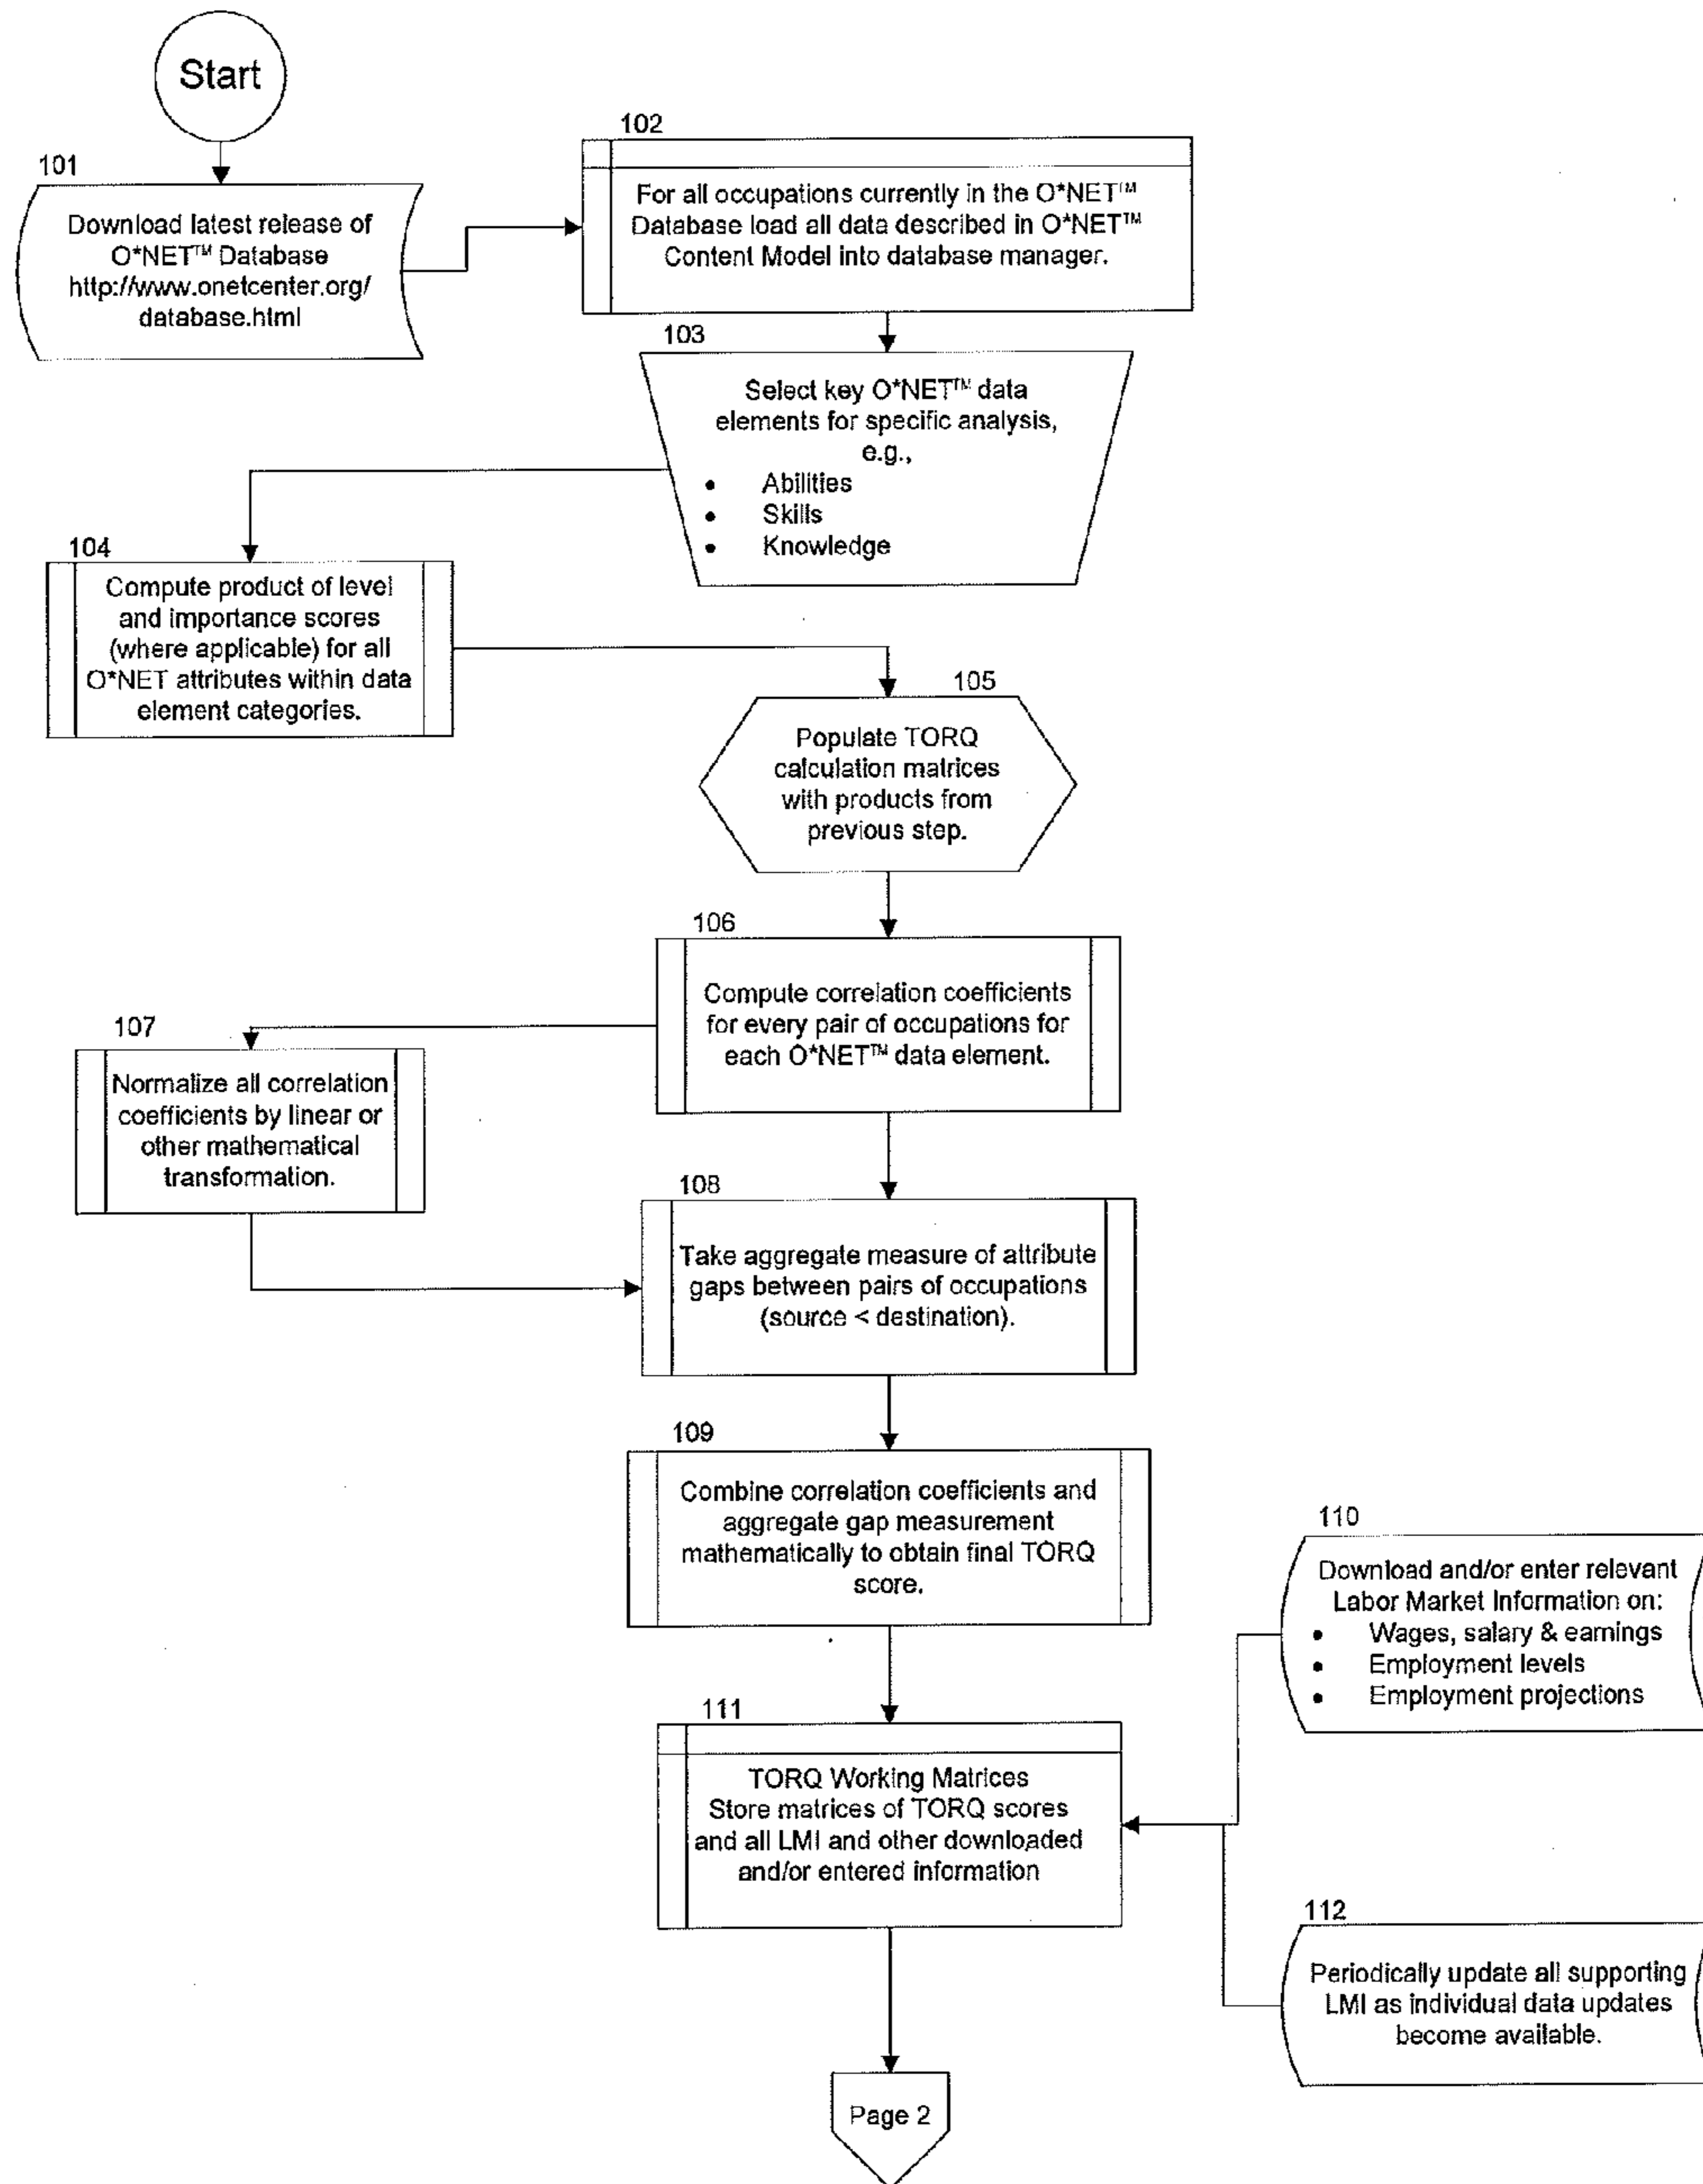 Start
101
Download latest release of
O*NET™ Database
http://www.onetcenter.org/
database.html
102
For all occupations currently in the O*NET™
Database load all data described in O*NET™
Content Model into database manager.
103
Select key O*NET™ data
elements for specific analysis,
e.g.,
• Abilities
• Skills
• Knowledge
104
Compute product of level
and importance scores
(where applicable) for all
O*NET attributes within data
element categories.
105
Populate TORQ
calculation matrices
with products from
previous step.
106
Compute correlation coefficients
for every pair of occupations for
each O*NET™ data element.
107
Normalize all correlation
coefficients by linear or
other mathematical
transformation.
108
Take aggregate measure of attribute
gaps between pairs of occupations
(source < destination).
109
Combine correlation coefficients and
aggregate gap measurement
mathematically to obtain final TORQ
score.
110
Download and/or enter relevant
Labor Market Information on:
• Wages, salary & earnings
• Employment levels
• Employment projections
111
TORQ Working Matrices
Store matrices of TORQ scores
and all LMI and other downloaded
and/or entered information
112
Periodically update all supporting
LMI as individual data updates
become available.
Page 2